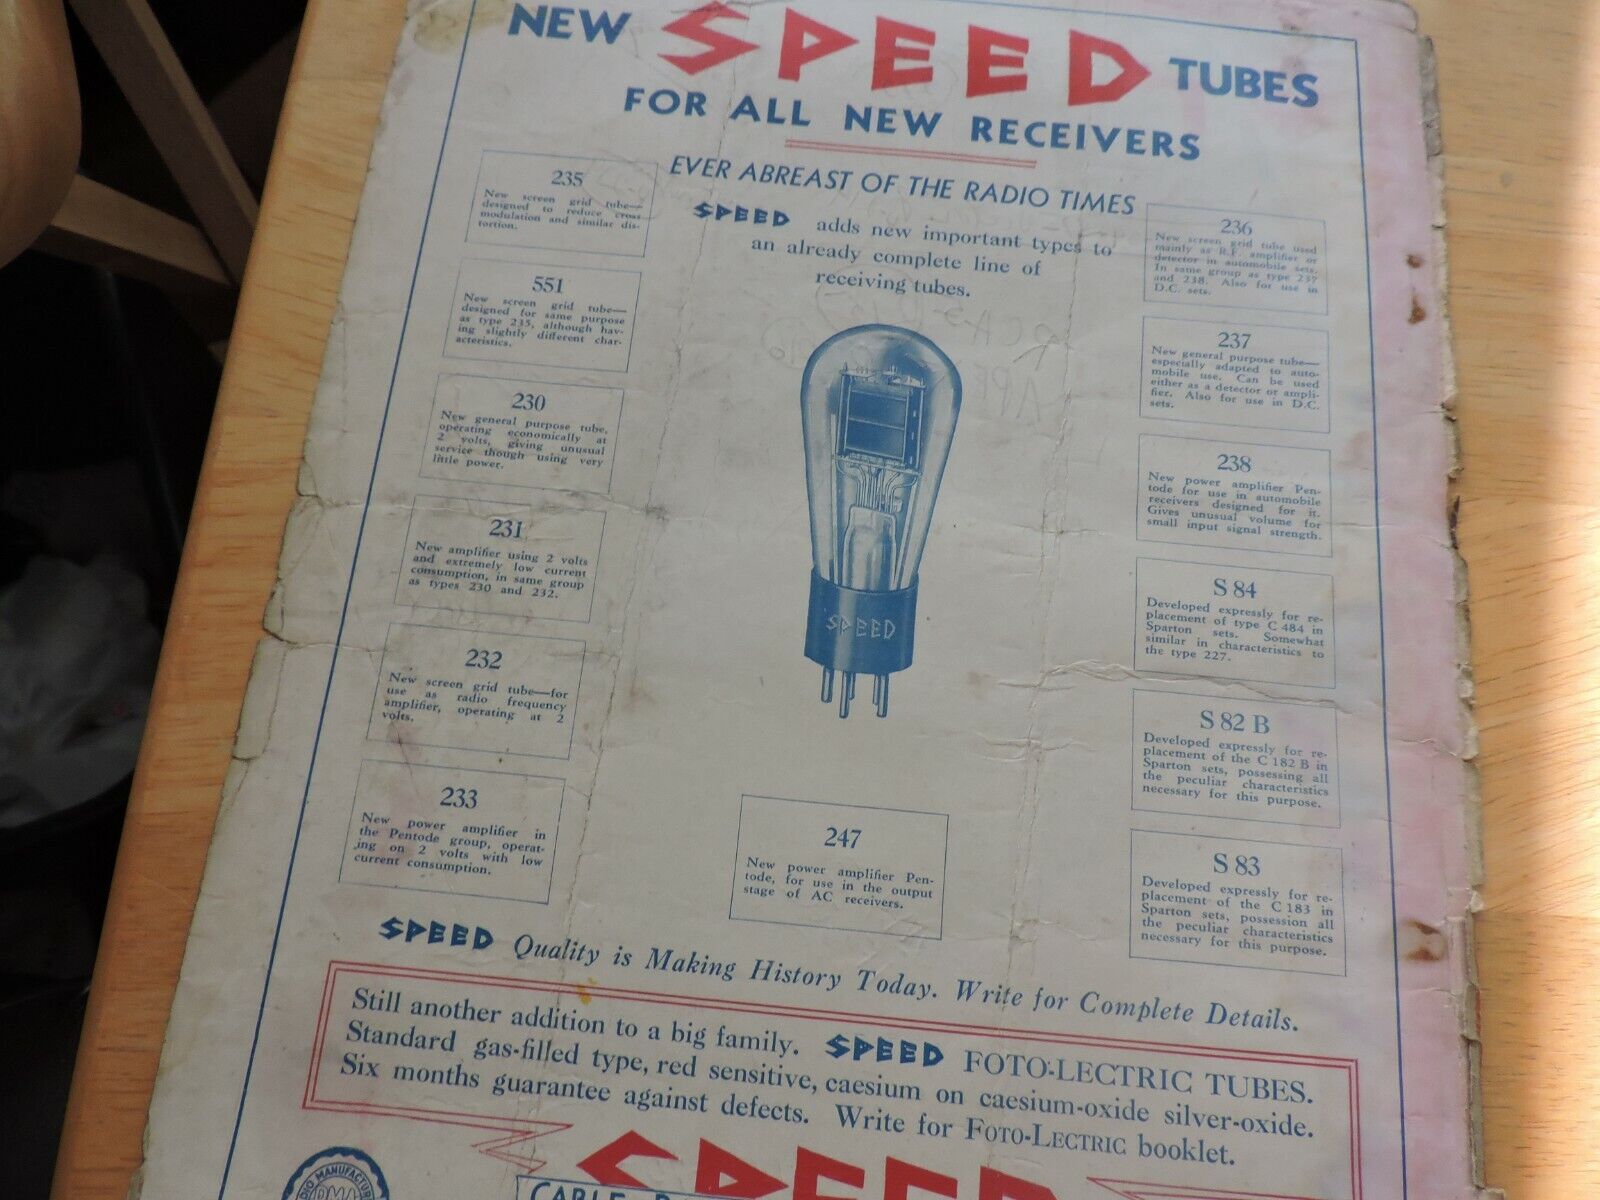 NEW SPEED TUBES
FOR ALL NEW RECEIVERS
EVER ABREAST OF THE RADIO TIMES
SPEED adds new important types to
an already complete line of
receiving tubes.
235
New screen grid tube—
designed to reduce cross
modulation and similar dis-
tortion.
551
New screen grid tube—
designed for same purpose
as type 235, although hav-
ing slightly different char-
acteristics.
230
New general purpose tube,
operating economically at
2 volts, giving unusual
service though using very
little power.
231
New amplifier using 2 volts
and extremely low current
consumption, in same group
as types 230 and 232.
232
New screen grid tube—for
use as radio frequency
amplifier, operating at 2
volts.
233
New power amplifier in
the Pentode group, operat-
ing on 2 volts with low
current consumption.
SPEED
247
New power amplifier Pen-
tode, for use in the output
stage of AC receivers.
236
New screen grid tube used
mainly as R.F. amplifier or
detector in automobile sets.
In same group as type 237
and 238. Also for use in
D.C. sets.
237
New general purpose tube—
especially adapted to auto-
mobile use. Can be used
either as a detector or ampli-
fier. Also for use in D.C.
sets.
238
New power amplifier Pen-
tode for use in automobile
receivers designed for it.
Gives unusual volume for
small input signal strength.
S 84
Developed expressly for re-
placement of type C 484 in
Sparton sets. Somewhat
similar in characteristics to
the type 227.
S 82 B
Developed expressly for re-
placement of the C 182 B in
Sparton sets, possessing all
the peculiar characteristics
necessary for this purpose.
S 83
Developed expressly for re-
placement of the C 183 in
Sparton sets, possession all
the peculiar characteristics
necessary for this purpose.
SPEED Quality is Making History Today. Write for Complete Details.
Still another addition to a big family. SPEED FOTO-LECTRIC TUBES.
Standard gas-filled type, red sensitive, caesium on caesium-oxide silver-oxide.
Six months guarantee against defects. Write for FOTO-LECTRIC booklet.
SPEED
CABLE